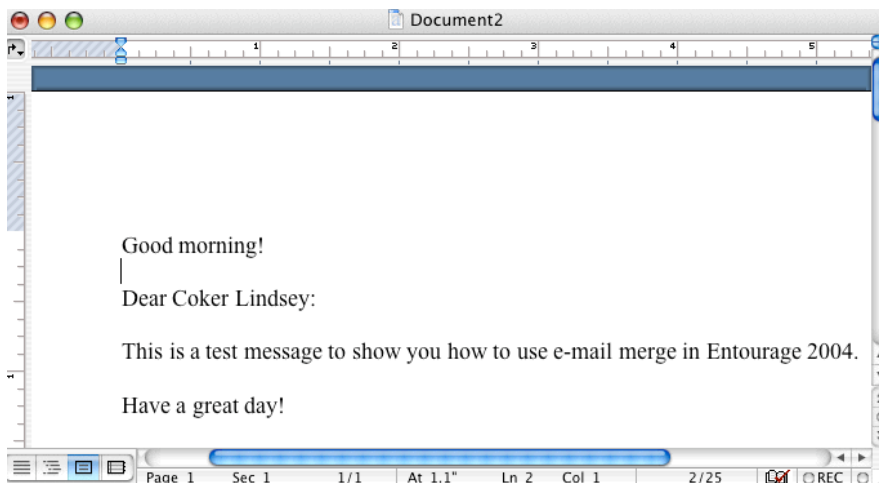 Document2
1 2 3 4 5
Good morning!
Dear Coker Lindsey:
This is a test message to show you how to use e-mail merge in Entourage 2004.
Have a great day!
Page 1 Sec 1 1/1 At 1.1" Ln 2 Col 1 2/25 REC